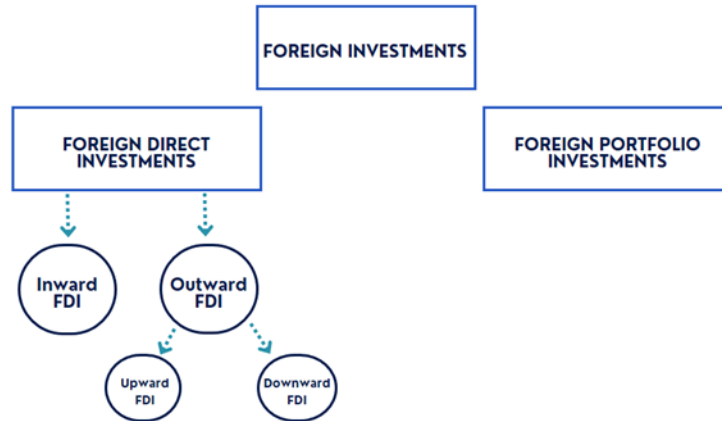 FOREIGN INVESTMENTS
FOREIGN DIRECT
INVESTMENTS
FOREIGN PORTFOLIO
INVESTMENTS
Inward
FDI
Outward
FDI
Upward
FDI
Downward
FDI